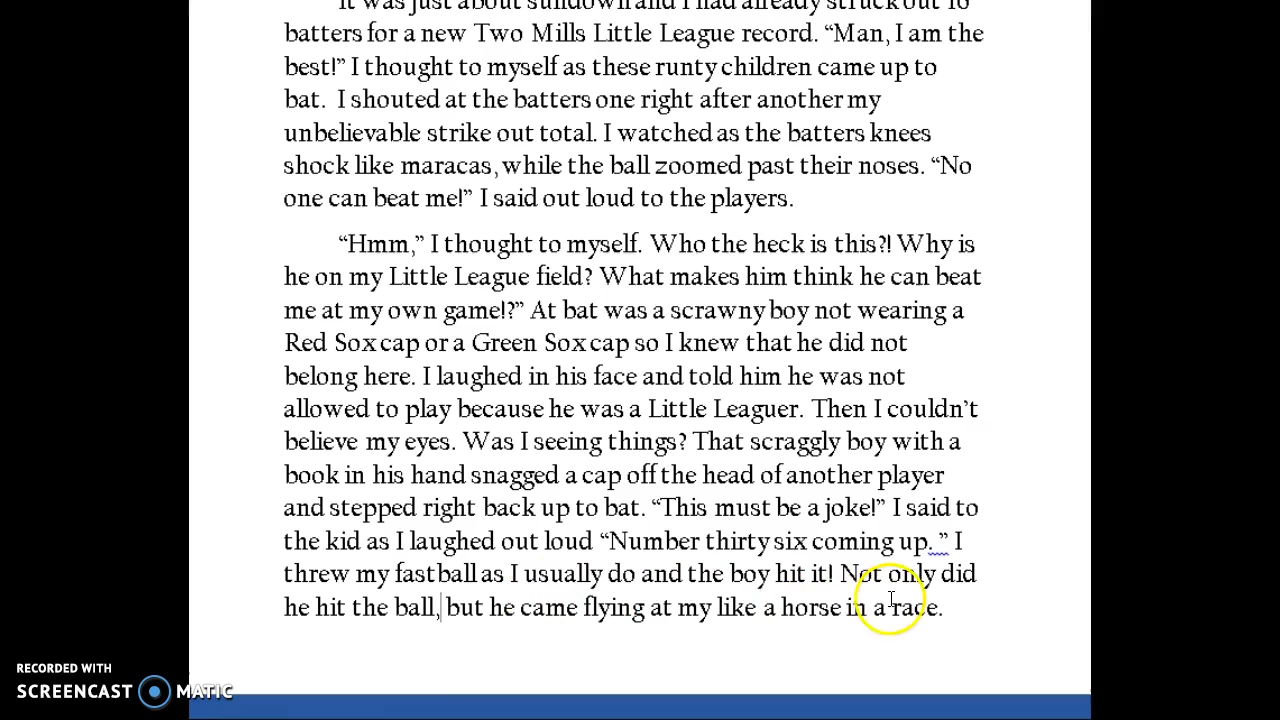 It was just about sundown and I had already struck out 16
batters for a new Two Mills Little League record. “Man, I am the
best!” I thought to myself as these runty children came up to
bat.  I shouted at the batters one right after another my
unbelievable strike out total. I watched as the batters knees
shock like maracas, while the ball zoomed past their noses. “No
one can beat me!” I said out loud to the players.
“Hmm,” I thought to myself. Who the heck is this?! Why is
he on my Little League field? What makes him think he can beat
me at my own game!?” At bat was a scrawny boy not wearing a
Red Sox cap or a Green Sox cap so I knew that he did not
belong here. I laughed in his face and told him he was not
allowed to play because he was a Little Leaguer. Then I couldn’t
believe my eyes. Was I seeing things? That scraggly boy with a
book in his hand snagged a cap off the head of another player
and stepped right back up to bat. “This must be a joke!” I said to
the kid as I laughed out loud “Number thirty six coming up. ” I
threw my fastball as I usually do and the boy hit it! Not only did
he hit the ball, but he came flying at my like a horse in a race.
RECORDED WITH
SCREENCAST MATIC